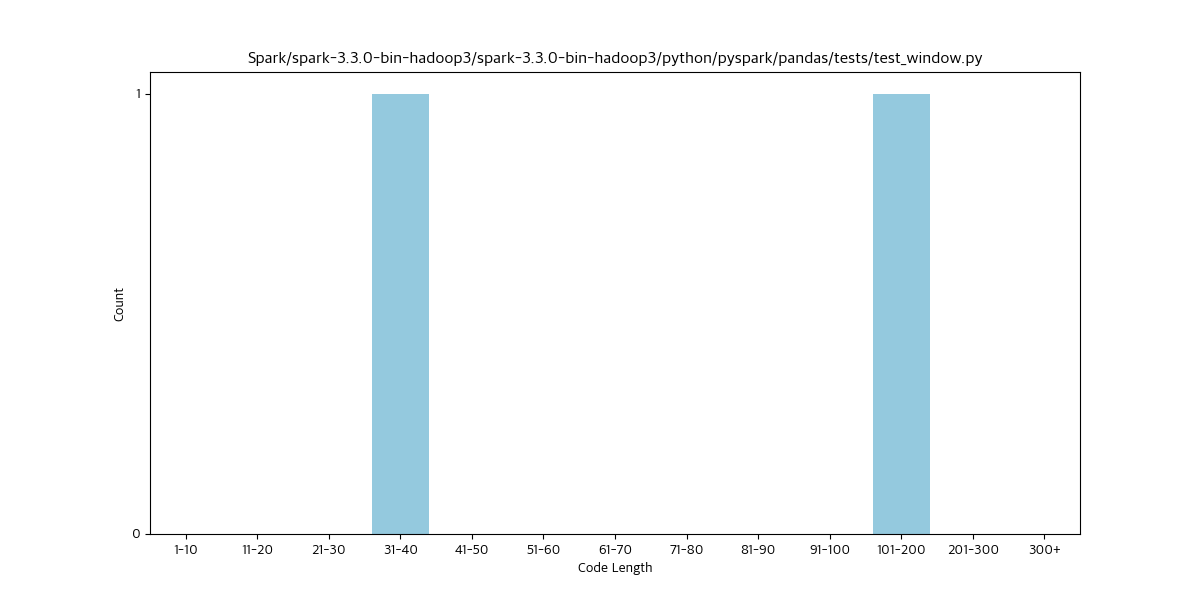 Spark/spark-3.3.0-bin-hadoop3/spark-3.3.0-bin-hadoop3/python/pyspark/pandas/tests/test_window.py
1
Count
0
1-10 11-20 21-30 31-40 41-50 51-60 61-70 71-80 81-90 91-100 101-200 201-300 300+
Code Length